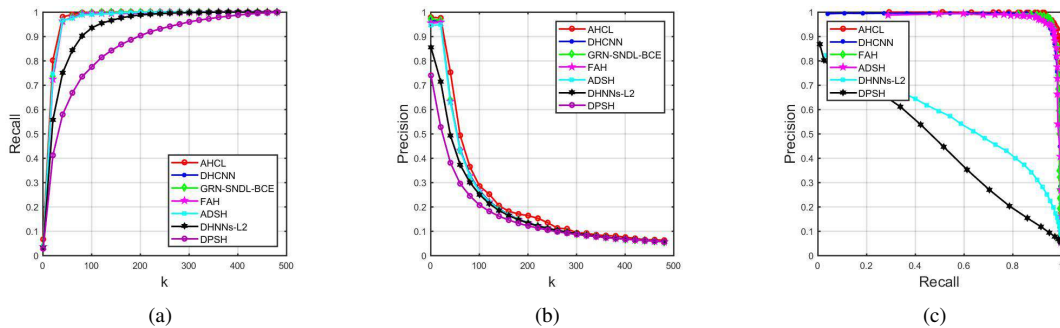 1
0.9
0.8
0.7
0.6
0.5
0.4
0.3
0.2
0.1
0
Recall
0 100 200 300 400 500
k
AHCL
DHCNN
GRN-SNDL-BCE
FAH
ADSH
DHNNs-L2
DPSH
(a)
1
0.9
0.8
0.7
0.6
0.5
0.4
0.3
0.2
0.1
0
Precision
0 100 200 300 400 500
k
AHCL
DHCNN
GRN-SNDL-BCE
FAH
ADSH
DHNNs-L2
DPSH
(b)
1
0.9
0.8
0.7
0.6
0.5
0.4
0.3
0.2
0.1
0
Precision
0 0.2 0.4 0.6 0.8 1
Recall
AHCL
DHCNN
FAH
ADSH
DHNNs-L2
DPSH
(c)